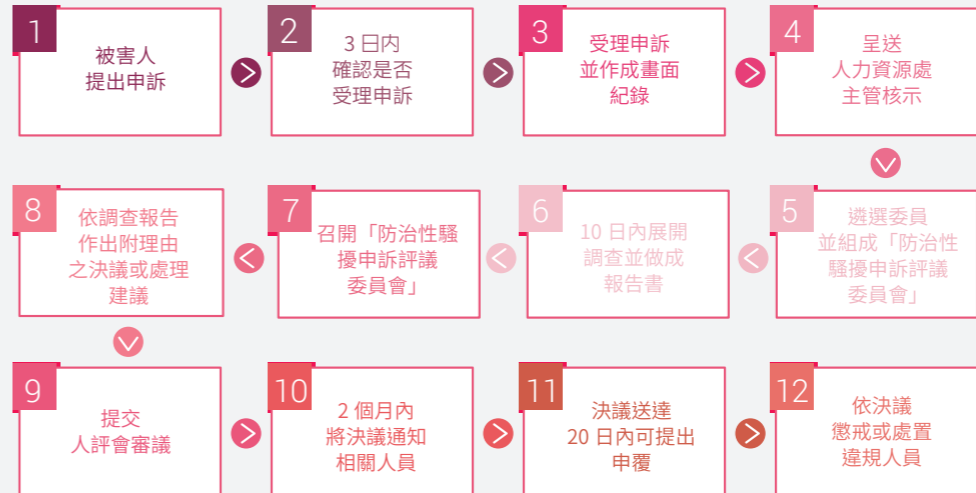 1
被害人
提出申訴
2
3 日內
確認是否
受理申訴
3
受理申訴
並作成畫面
紀錄
4
呈送
人力資源處
主管核示
5
遴選委員
並組成「防治性
騷擾申訴評議
委員會」
6
10 日內展開
調查並做成
報告書
7
召開「防治性騷
擾申訴評議
委員會」
8
依調查報告
作出附理由
之決議或處理
建議
9
提交
人評會審議
10
2 個月內
將決議通知
相關人員
11
決議送達
20 日內可提出
申覆
12
依決議
懲戒或處置
違規人員